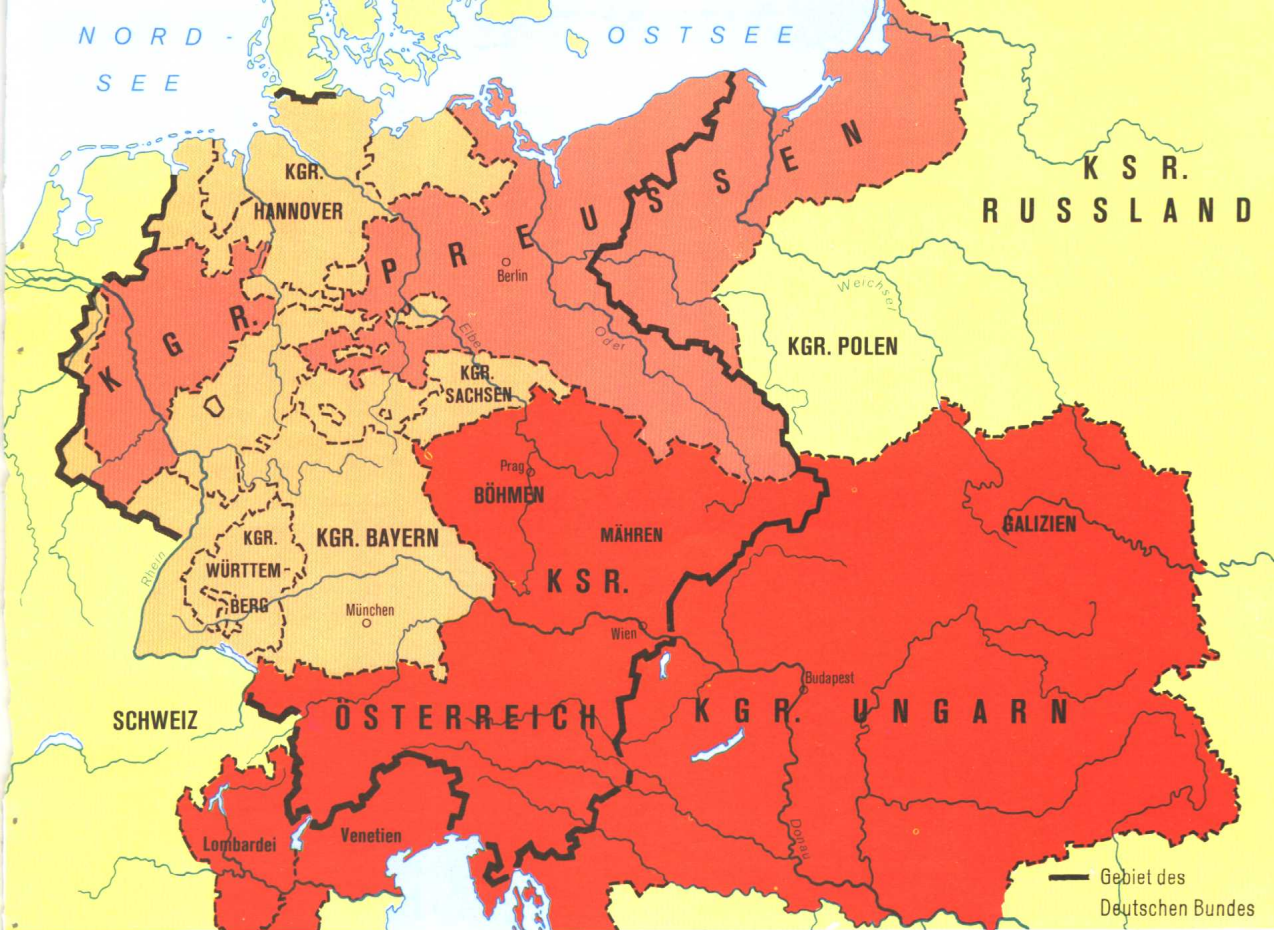 NORD-
SEE
OSTSEE
KSR.
RUSSLAND
KGR.
HANNOVER
KGR. PREUSSEN
Berlin
Weichsel
Elbe
Oder
KGR. POLEN
KGR.
SACHSEN
Prag
BÖHMEN
MÄHREN
GALIZIEN
KGR.
WÜRTTEM-
BERG
KGR. BAYERN
Rhein
München
KSR.
Wien
ÖSTERREICH
Budapest
KGR. UNGARN
SCHWEIZ
Lombardei
Venetien
Donau
Gebiet des
Deutschen Bundes